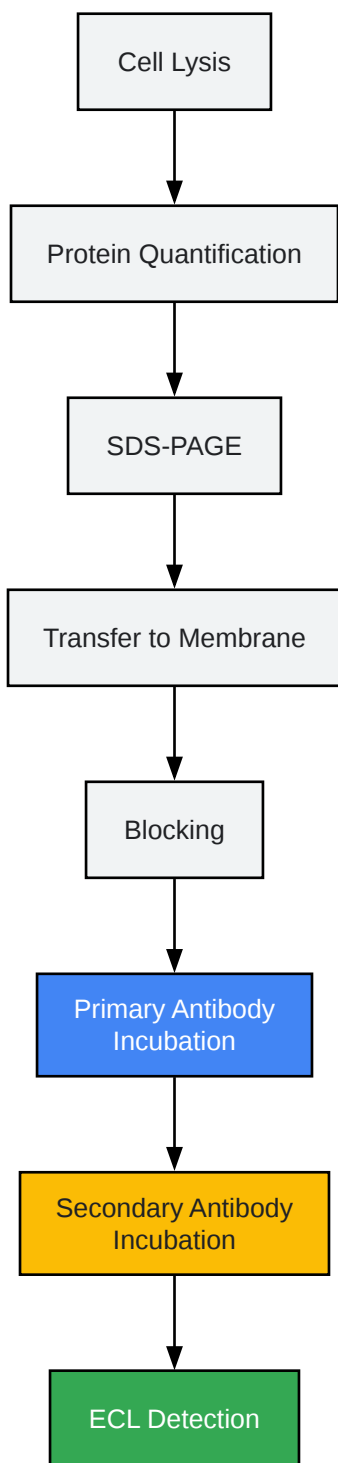 Cell Lysis
Protein Quantification
SDS-PAGE
Transfer to Membrane
Blocking
Primary Antibody
Incubation
Secondary Antibody
Incubation
ECL Detection